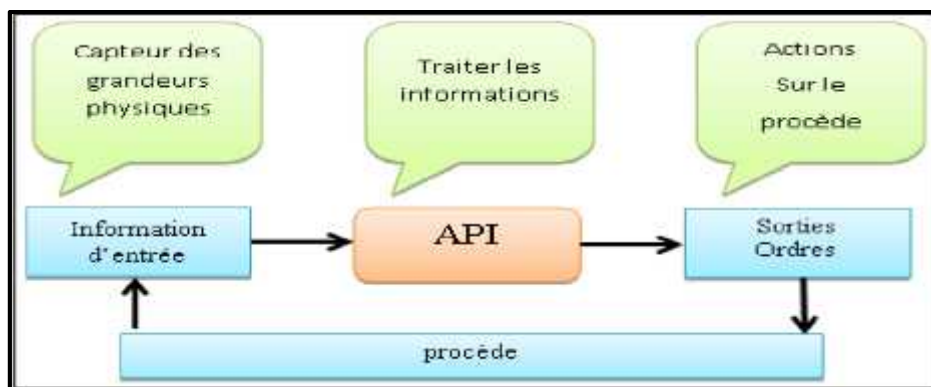 Capteur des
grandeurs
physiques
Traiter les
informations
Actions
Sur le
procède
Information
d'entrée
API
Sorties
Ordres
procède